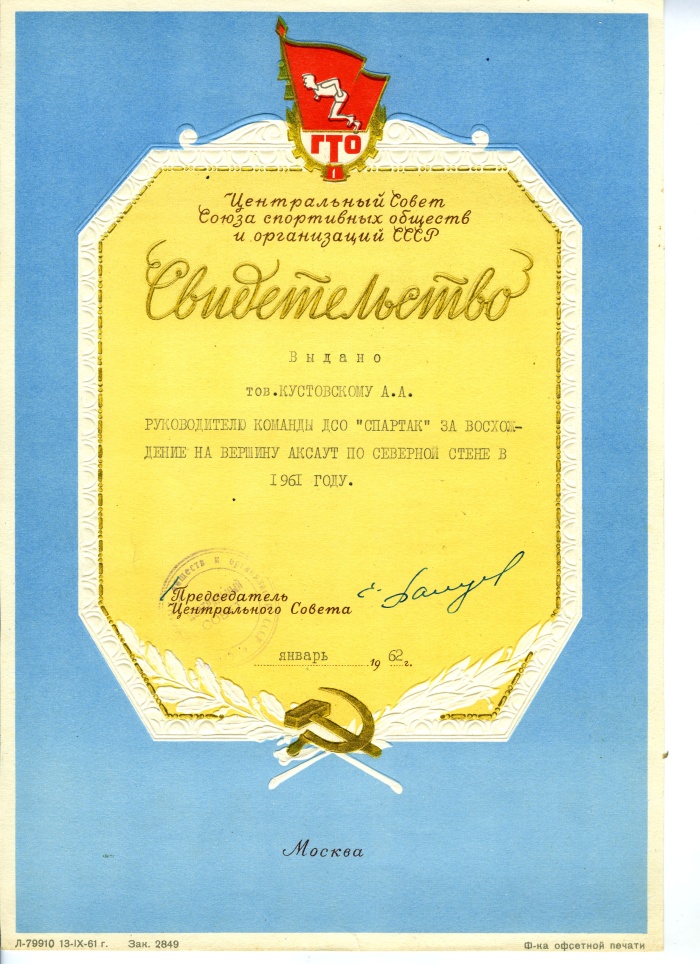 ГТО
1
Центральный Совет
Союза спортивных обществ
и организаций СССР
Свидетельство
Выдано
тов.КУСТОВСКОМУ А.А.
РУКОВОДИТЕЛЮ КОМАНДЫ ДСО "СПАРТАК" ЗА ВОСХОЖ-
ДЕНИЕ НА ВЕРШИНУ АКСАУТ ПО СЕВЕРНОЙ СТЕНЕ В
1961 ГОДУ.
Председатель
Центрального Совета
январь 1962г.
Москва
Л-79910 13-IX-61 г. Зак. 2849
Ф-ка офсетной печати